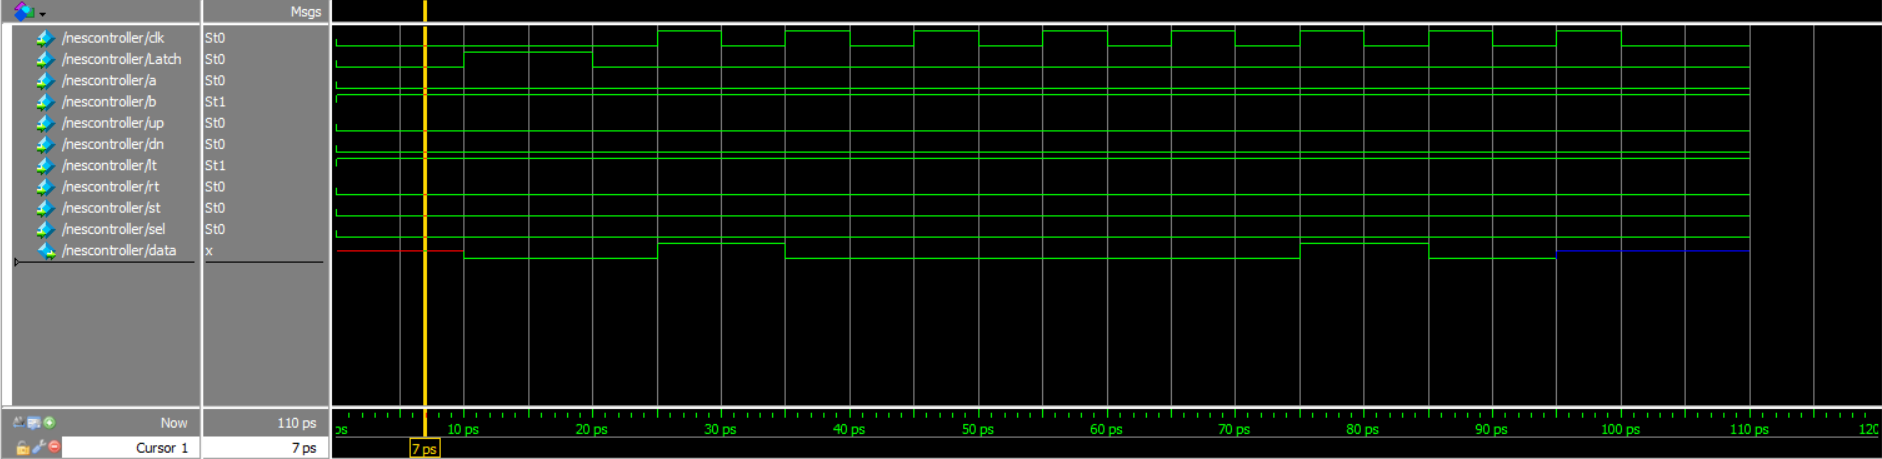 Msgs
/nescontroller/clk St0
/nescontroller/Latch St0
/nescontroller/a St0
/nescontroller/b St1
/nescontroller/up St0
/nescontroller/dn St0
/nescontroller/lt St1
/nescontroller/rt St0
/nescontroller/st St0
/nescontroller/sel St0
/nescontroller/data x
Now 110 ps ps 10 ps 20 ps 30 ps 40 ps 50 ps 60 ps 70 ps 80 ps 90 ps 100 ps 110 ps 120
Cursor 1 7 ps 7 ps